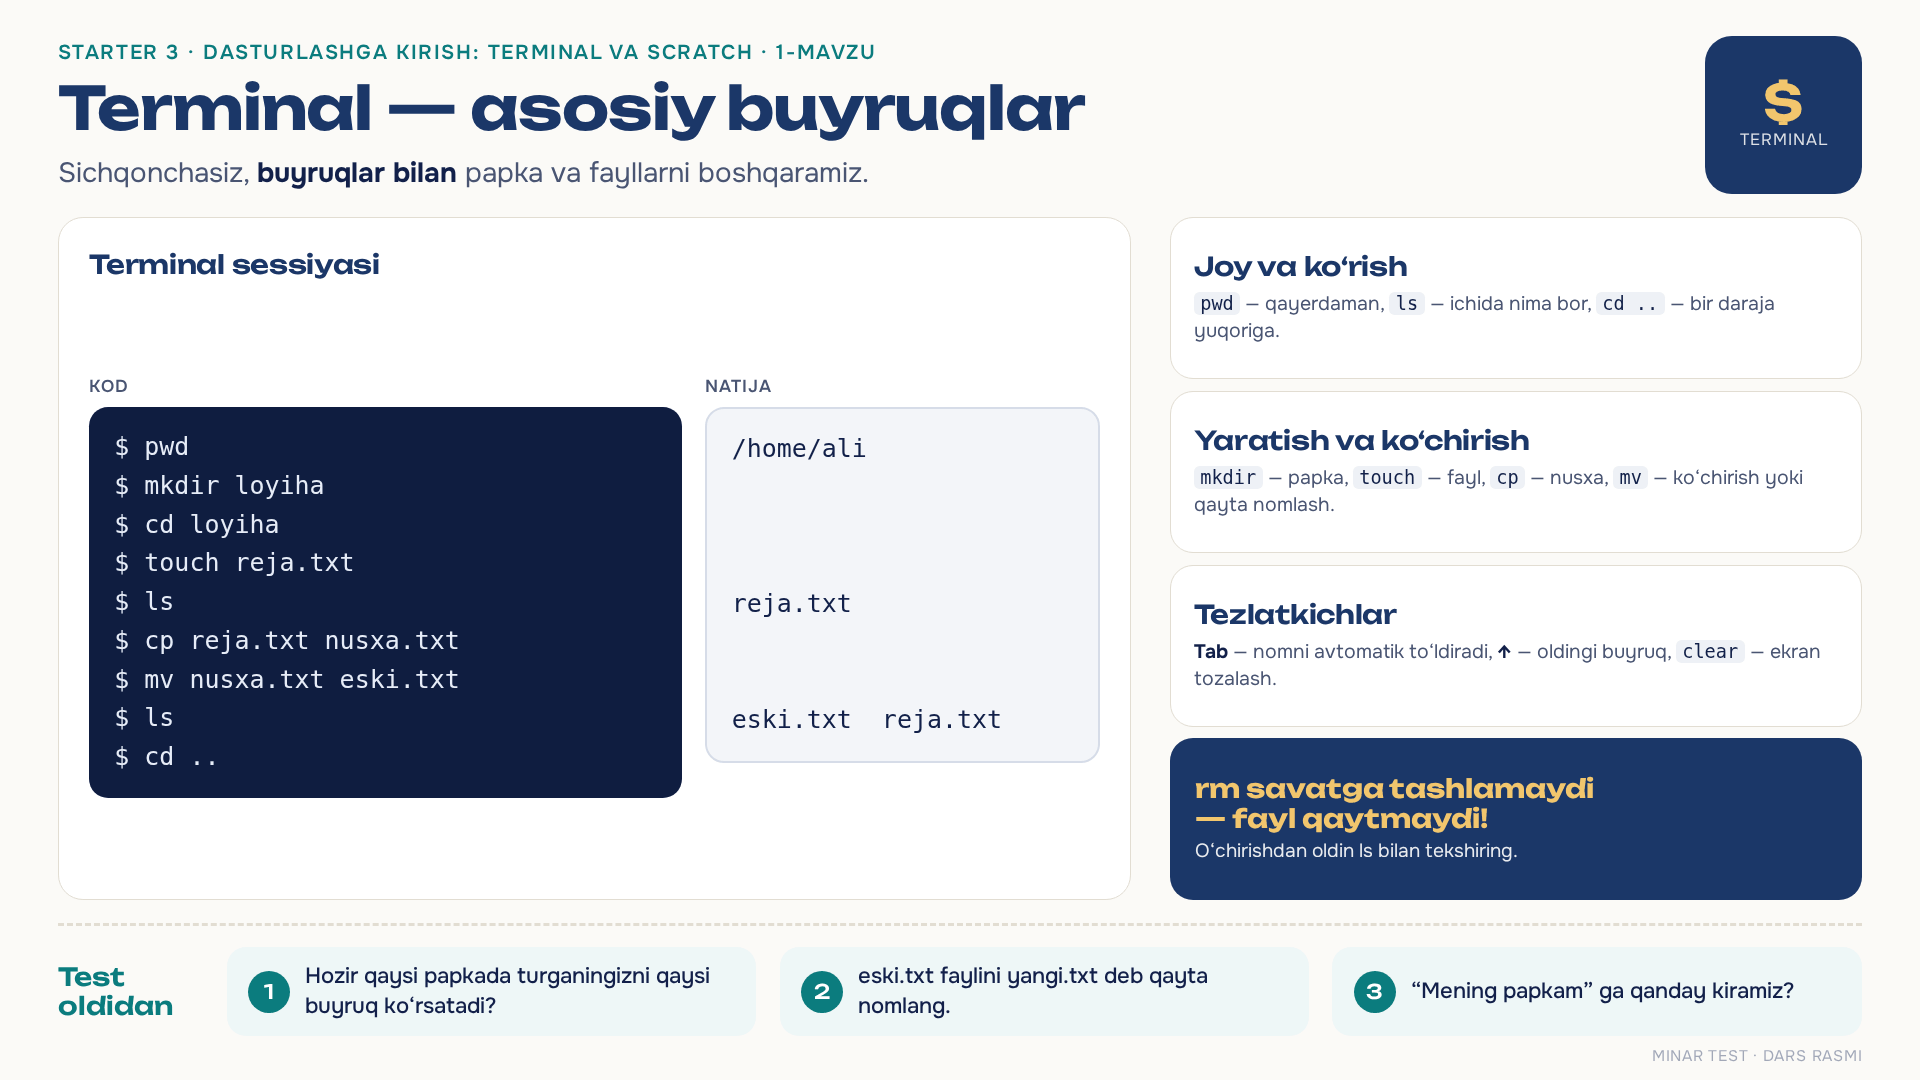 STARTER 3 · DASTURLASHGA KIRISH: TERMINAL VA SCRATCH · 1-MAVZU
Terminal — asosiy buyruqlar
Sichqonchasiz, buyruqlar bilan papka va fayllarni boshqaramiz.
$
TERMINAL
Terminal sessiyasi
KOD
$ pwd
$ mkdir loyiha
$ cd loyiha
$ touch reja.txt
$ ls
$ cp reja.txt nusxa.txt
$ mv nusxa.txt eski.txt
$ ls
$ cd ..
NATIJA
/home/ali
reja.txt
eski.txt  reja.txt
Joy va ko‘rish
pwd — qayerdaman, ls — ichida nima bor, cd .. — bir daraja
yuqoriga.
Yaratish va ko‘chirish
mkdir — papka, touch — fayl, cp — nusxa, mv — ko‘chirish yoki
qayta nomlash.
Tezlatkichlar
Tab — nomni avtomatik to‘ldiradi, ↑ — oldingi buyruq, clear — ekran
tozalash.
rm savatga tashlamaydi
— fayl qaytmaydi!
O‘chirishdan oldin ls bilan tekshiring.
Test
oldidan
1
Hozir qaysi papkada turganingizni qaysi
buyruq ko‘rsatadi?
2
eski.txt faylini yangi.txt deb qayta
nomlang.
3
“Mening papkam” ga qanday kiramiz?
MINAR TEST · DARS RASMI